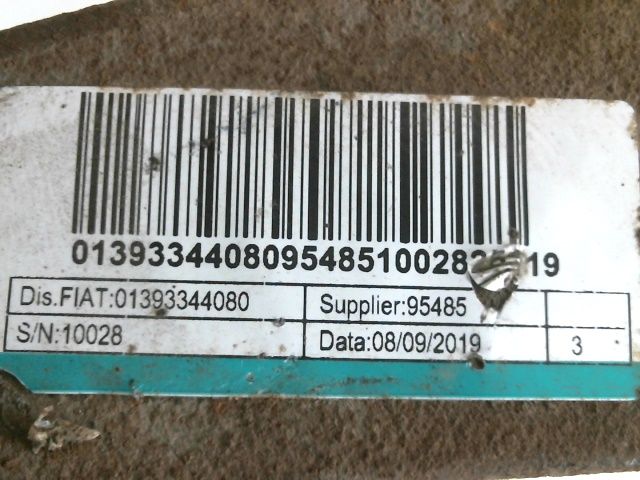 Dis.FIAT:01393344080 Supplier:95485
S/N:10028 Data:08/09/2019 3